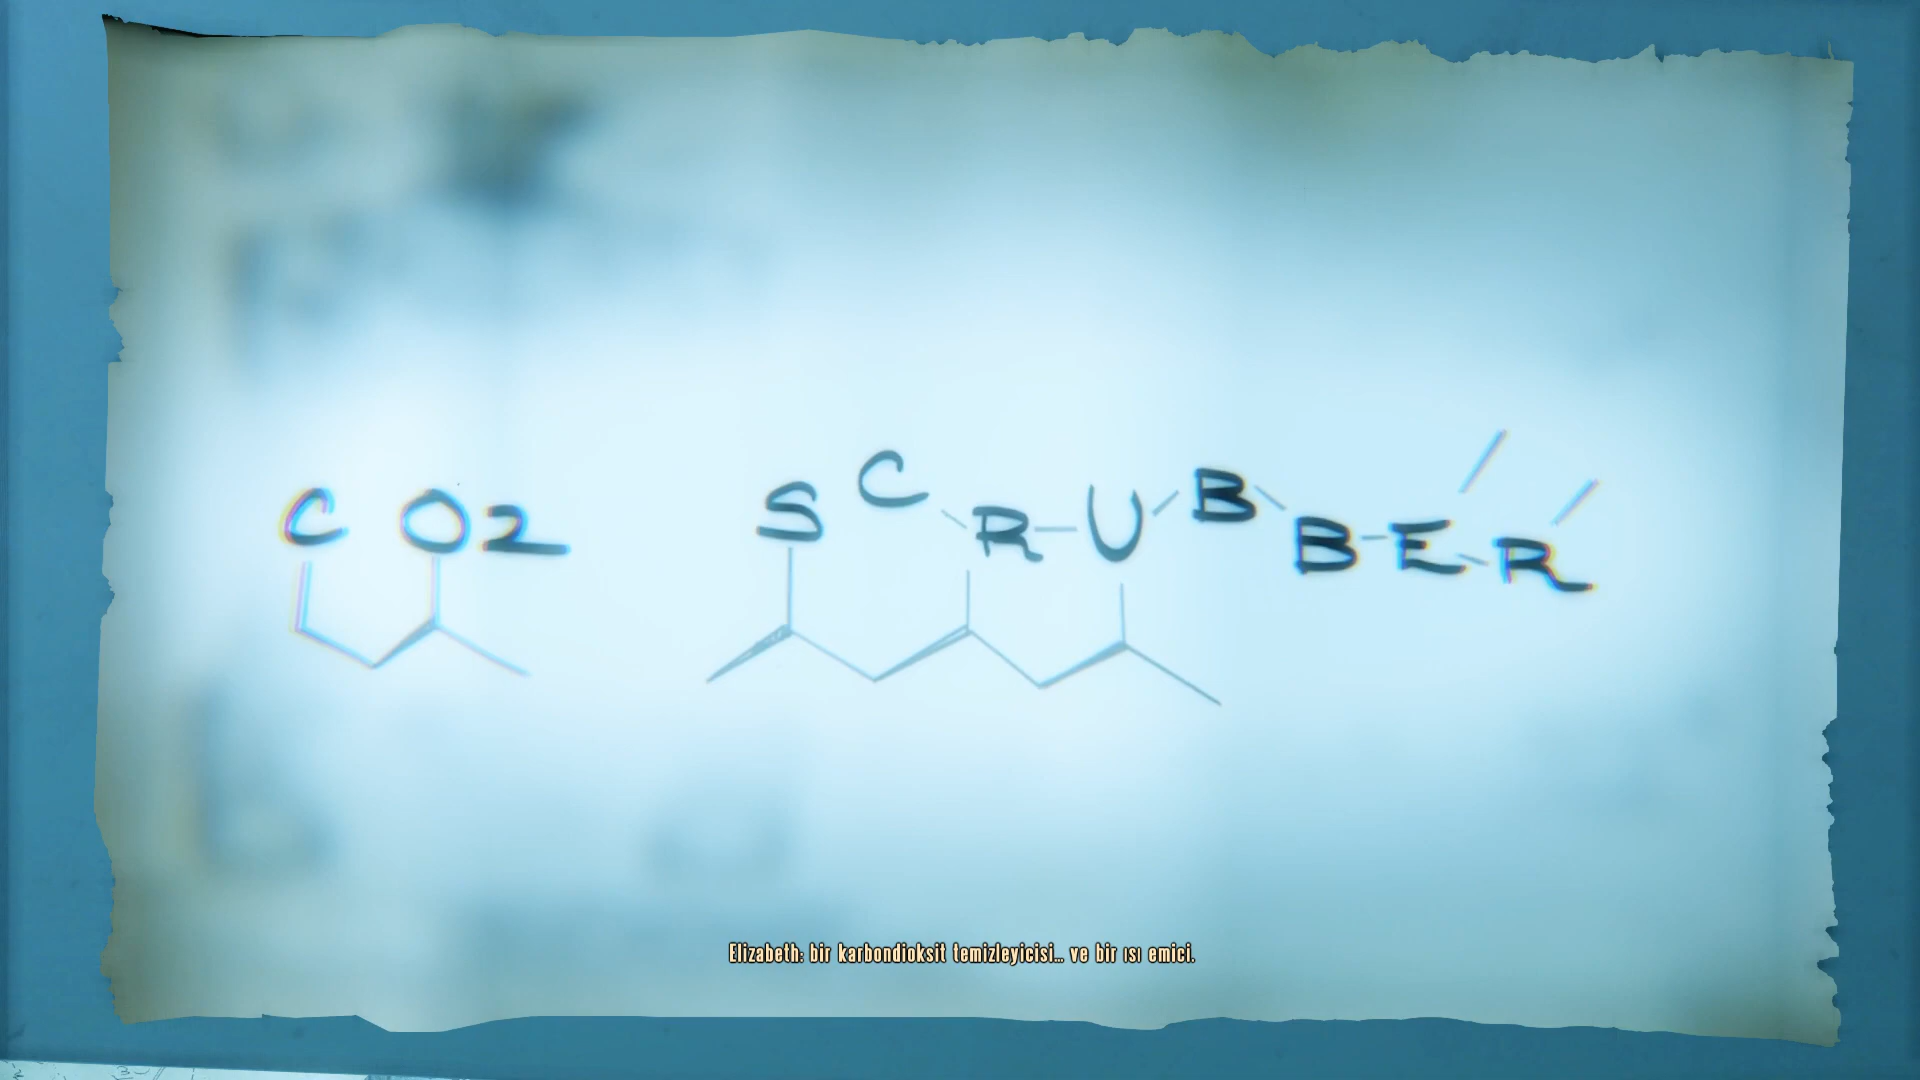 CO2 SCRUBBER
Elizabeth: bir karbondioksit temizleyicisi... ve bir ısı emici.